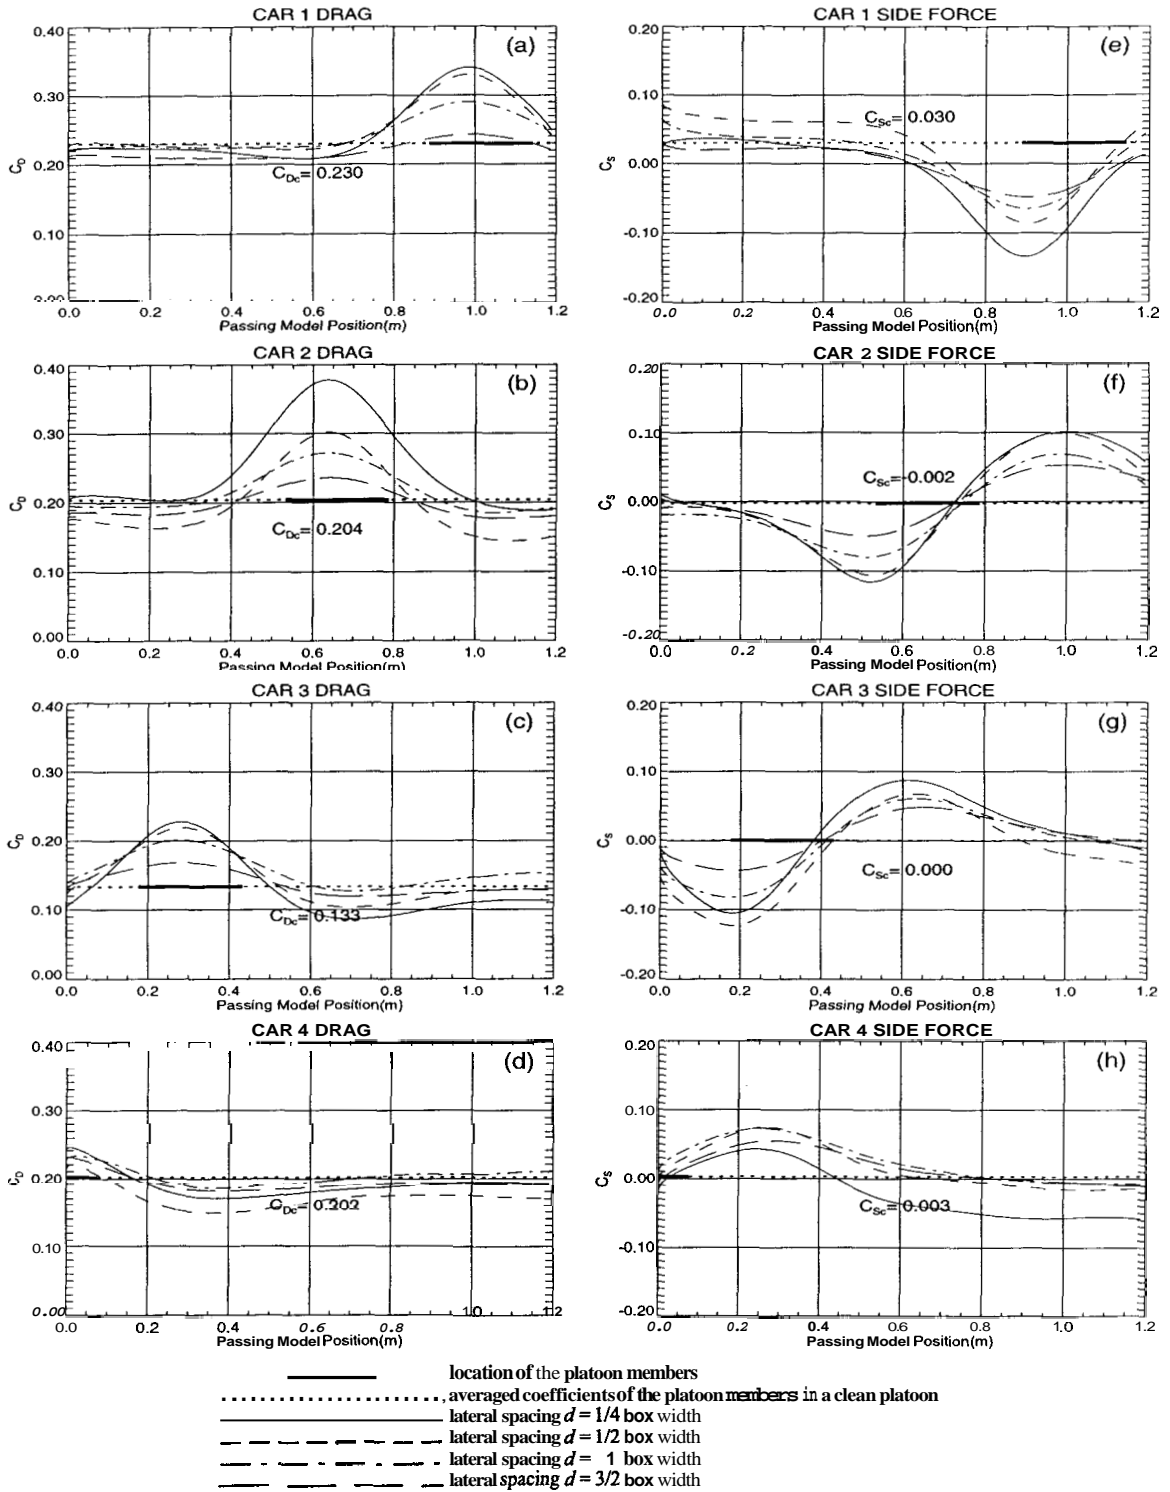 CAR 1 DRAG
(a)
0.40
0.30
0.20
0.10
C_D
C_Dc= 0.230
0.0 0.2 0.4 0.6 0.8 1.0 1.2
Passing Model Position(m)
CAR 1 SIDE FORCE
(e)
0.20
0.10
0.00
-0.10
-0.20
C_S
C_Sc= 0.030
0.0 0.2 0.4 0.6 0.8 1.0 1.2
Passing Model Position(m)
CAR 2 DRAG
(b)
0.40
0.30
0.20
0.10
0.00
C_D
C_Dc= 0.204
0.0 0.2 0.4 0.6 0.8 1.0 1.2
Passing Model Position(m)
CAR 2 SIDE FORCE
(f)
0.20
0.10
0.00
-0.10
-0.20
C_S
C_Sc=-0.002
0.0 0.2 0.4 0.6 0.8 1.0 1.2
Passing Model Position(m)
CAR 3 DRAG
(c)
0.40
0.30
0.20
0.10
0.00
C_D
C_Dc= 0.133
0.0 0.2 0.4 0.6 0.8 1.0 1.2
Passing Model Position(m)
CAR 3 SIDE FORCE
(g)
0.20
0.10
0.00
-0.10
-0.20
C_S
C_Sc= 0.000
0.0 0.2 0.4 0.6 0.8 1.0 1.2
Passing Model Position(m)
CAR 4 DRAG
(d)
0.40
0.30
0.20
0.10
0.00
C_D
C_Dc= 0.202
0.0 0.2 0.4 0.6 0.8 1.0 1.2
Passing Model Position(m)
CAR 4 SIDE FORCE
(h)
0.20
0.10
0.00
-0.10
-0.20
C_S
C_Sc= 0.003
0.0 0.2 0.4 0.6 0.8 1.0 1.2
Passing Model Position(m)
location of the platoon members
averaged coefficients of the platoon members in a clean platoon
lateral spacing d = 1/4 box width
lateral spacing d = 1/2 box width
lateral spacing d = 1 box width
lateral spacing d = 3/2 box width